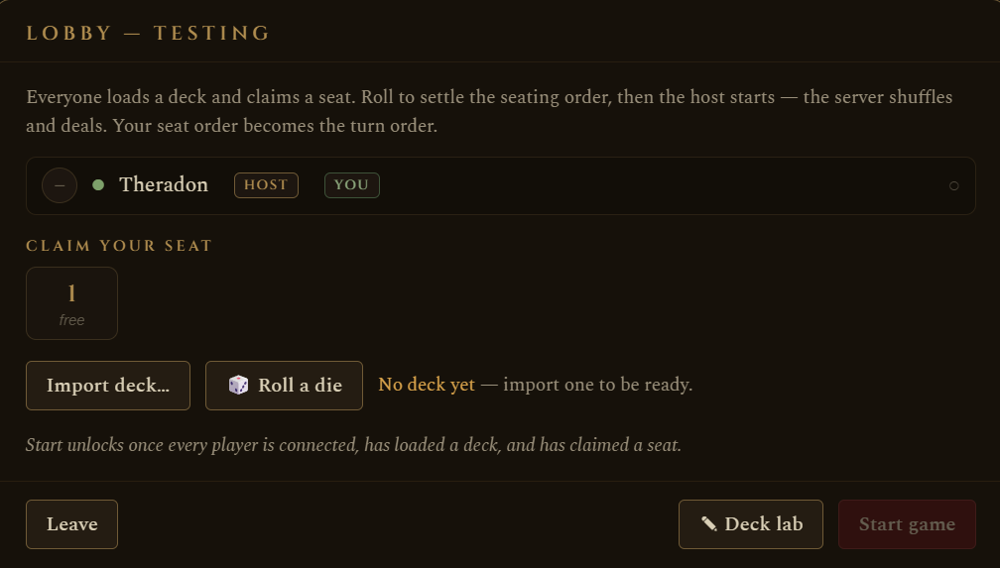 LOBBY — TESTING
Everyone loads a deck and claims a seat. Roll to settle the seating order, then the host starts — the server shuffles
and deals. Your seat order becomes the turn order.
– Theradon HOST YOU
CLAIM YOUR SEAT
1
free
Import deck... Roll a die No deck yet — import one to be ready.
Start unlocks once every player is connected, has loaded a deck, and has claimed a seat.
Leave Deck lab Start game